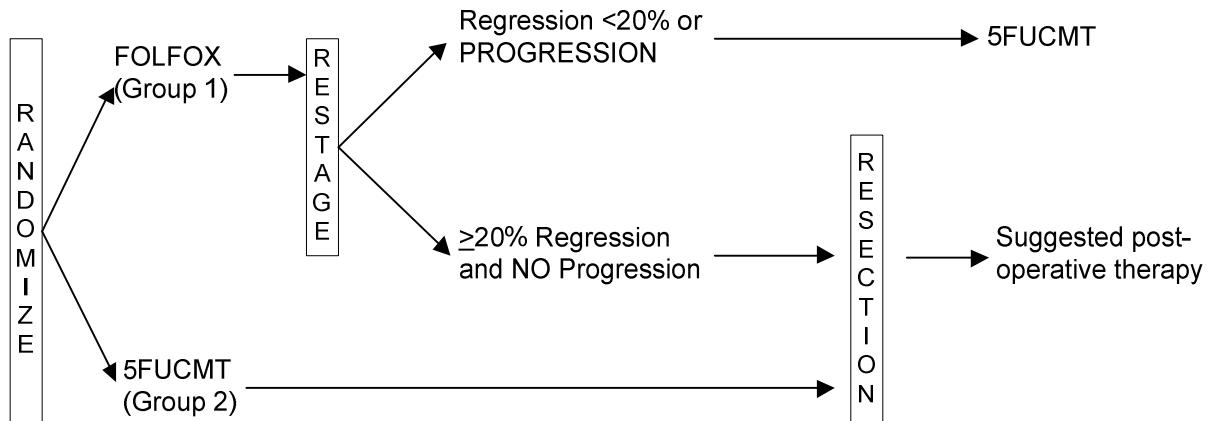 RANDOMIZE
FOLFOX
(Group 1)
RESTAGE
Regression <20% or
PROGRESSION
5FUCMT
≥20% Regression
and NO Progression
RESECTION
Suggested post-
operative therapy
5FUCMT
(Group 2)